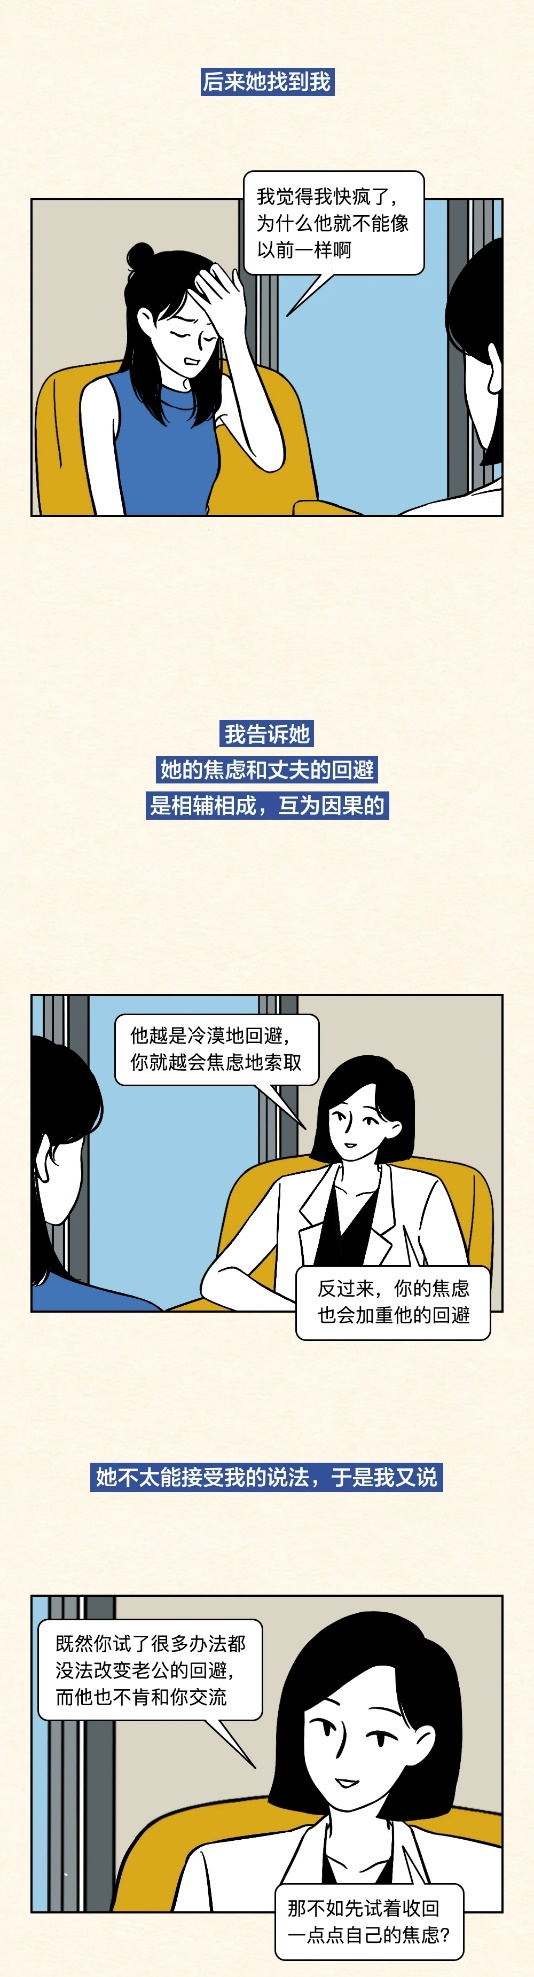 后来她找到我
我觉得我快疯了，
为什么他就不能像
以前一样啊
我告诉她
她的焦虑和丈夫的回避
是相辅相成，互为因果的
他越是冷漠地回避，
你就越会焦虑地索取
反过来，你的焦虑
也会加重他的回避
她不太能接受我的说法，于是我又说
既然你试了很多办法都
没法改变老公的回避，
而他也不肯和你交流
那不如先试着收回
一点点自己的焦虑？